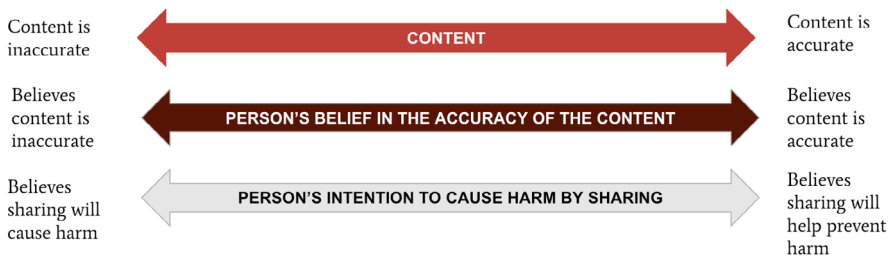 Content is
inaccurate
CONTENT
Content is
accurate
Believes
content is
inaccurate
PERSON'S BELIEF IN THE ACCURACY OF THE CONTENT
Believes
content is
accurate
Believes
sharing will
cause harm
PERSON'S INTENTION TO CAUSE HARM BY SHARING
Believes
sharing will
help prevent
harm